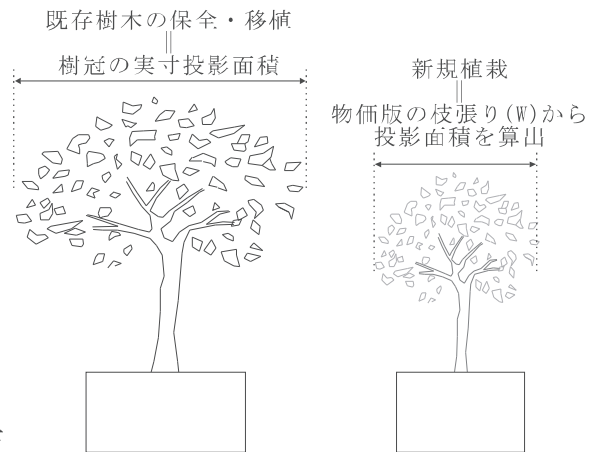 既存樹木の保全・移植
||
樹冠の実寸投影面積
新規植栽
||
物価版の枝張り(W)から
投影面積を算出